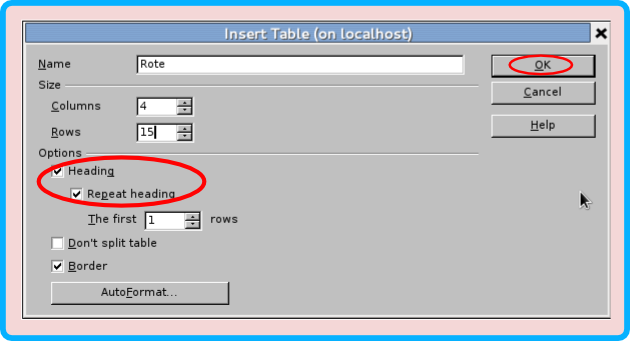 Insert Table (on localhost)
Name Rote OK
Size
Columns 4 Cancel
Rows 15 Help
Options
Heading
Repeat heading
The first 1 rows
Don't split table
Border
AutoFormat...